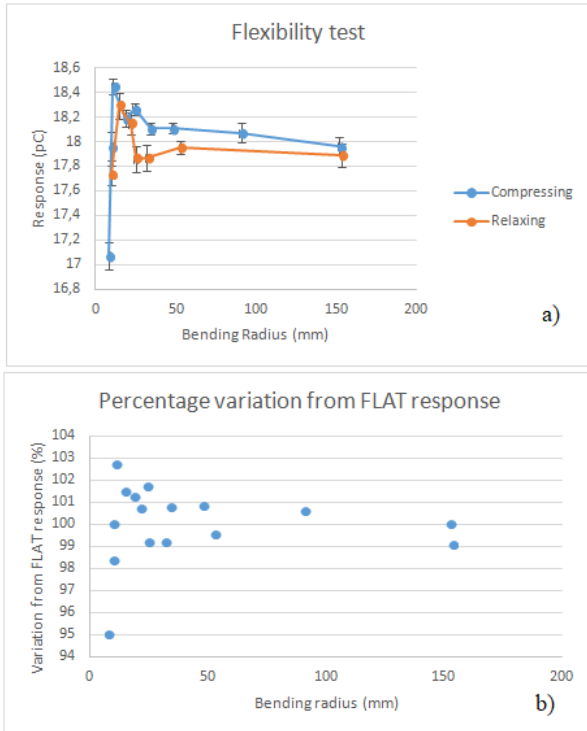 Flexibility test
18,6
18,4
18,2
18
17,8
17,6
17,4
17,2
17
16,8
Response (pC)
0 50 100 150 200
Bending Radius (mm)
Compressing
Relaxing
a)
Percentage variation from FLAT response
104
103
102
101
100
99
98
97
96
95
94
Variation from FLAT response (%)
0 50 100 150 200
Bending radius (mm)
b)